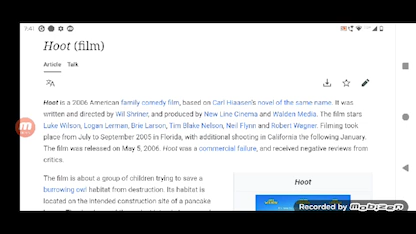 7:41
Hoot (film)
Article Talk
Hoot is a 2006 American family comedy film, based on Carl Hiaasen's novel of the same name. It was
written and directed by Wil Shriner, and produced by New Line Cinema and Walden Media. The film stars
Luke Wilson, Logan Lerman, Brie Larson, Tim Blake Nelson, Neil Flynn and Robert Wagner. Filming took
place from July to September 2005 in Florida, with additional shooting in California the following January.
The film was released on May 5, 2006. Hoot was a commercial failure, and received negative reviews from
critics.
The film is about a group of children trying to save a
burrowing owl habitat from destruction. Its habitat is
located on the intended construction site of a pancake
Hoot
Recorded by Mobizen